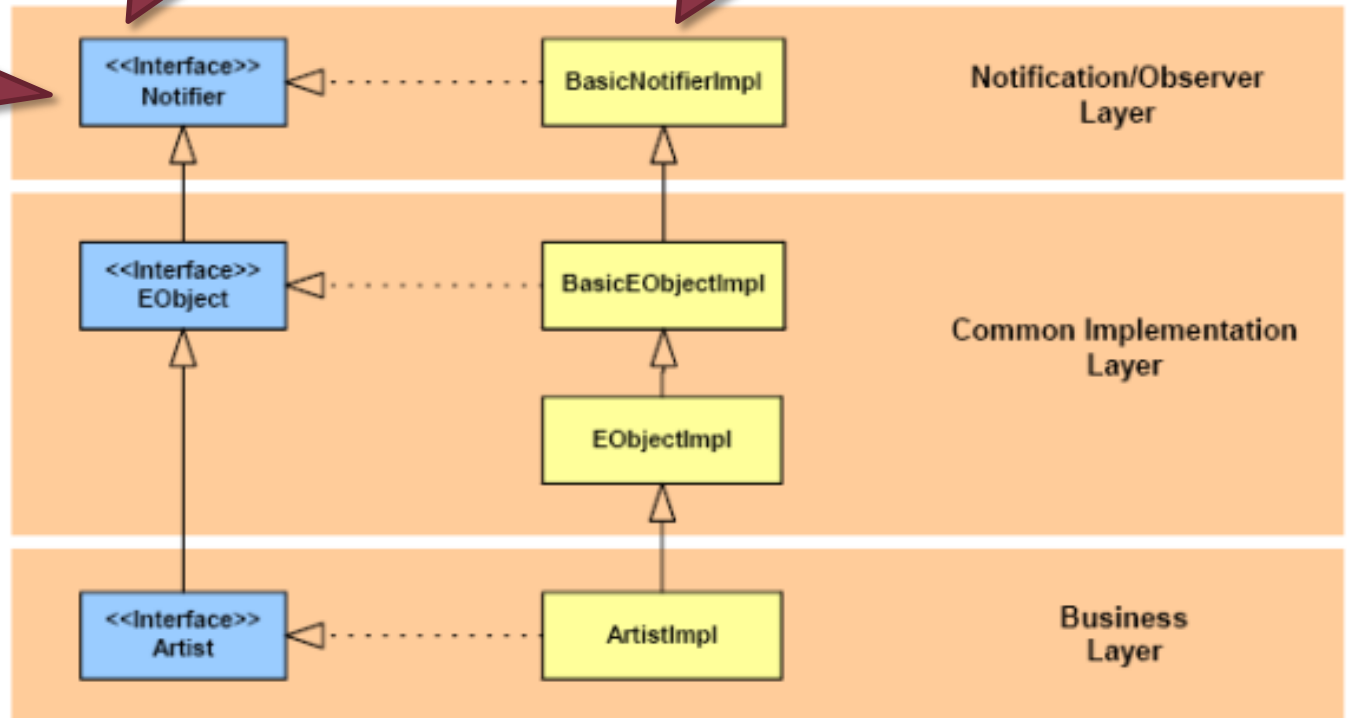 <<Interface>>
Notifier
BasicNotifierImpl
Notification/Observer
Layer
<<Interface>>
EObject
BasicEObjectImpl
Common Implementation
Layer
EObjectImpl
<<Interface>>
Artist
ArtistImpl
Business
Layer